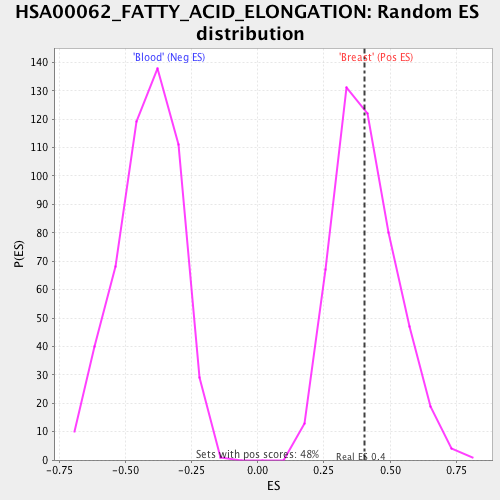 HSA00062_FATTY_ACID_ELONGATION: Random ES
distribution
'Blood' (Neg ES)
'Breast' (Pos ES)
140
130
120
110
100
90
80
70
60
50
40
30
20
10
0
P(ES)
Sets with pos scores: 48%
Real ES 0.4
-0.75 -0.50 -0.25 0.00 0.25 0.50 0.75
ES